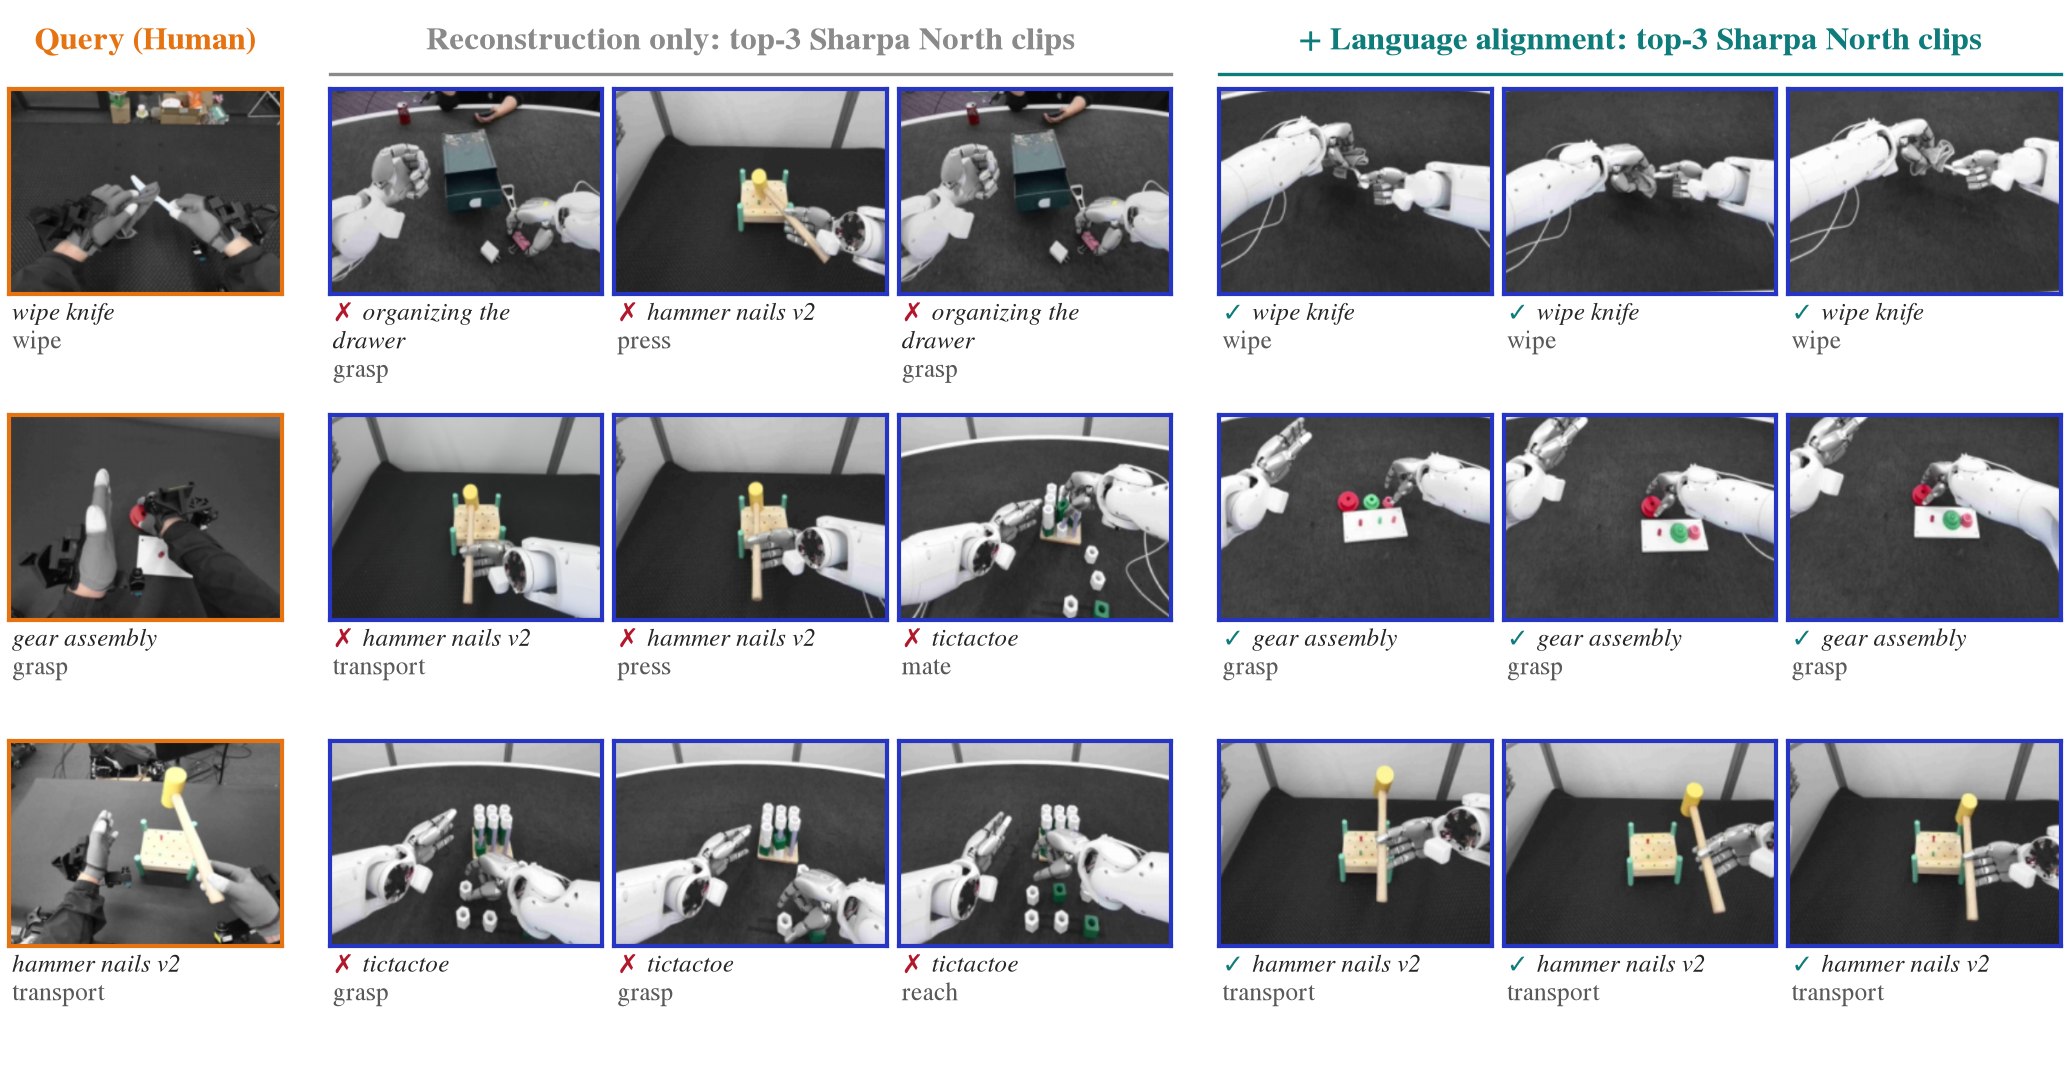 Query (Human)
Reconstruction only: top-3 Sharpa North clips
+ Language alignment: top-3 Sharpa North clips
wipe knife
wipe
✗ organizing the
drawer
grasp
✗ hammer nails v2
press
✗ organizing the
drawer
grasp
✓ wipe knife
wipe
✓ wipe knife
wipe
✓ wipe knife
wipe
gear assembly
grasp
✗ hammer nails v2
transport
✗ hammer nails v2
press
✗ tictactoe
mate
✓ gear assembly
grasp
✓ gear assembly
grasp
✓ gear assembly
grasp
hammer nails v2
transport
✗ tictactoe
grasp
✗ tictactoe
grasp
✗ tictactoe
reach
✓ hammer nails v2
transport
✓ hammer nails v2
transport
✓ hammer nails v2
transport